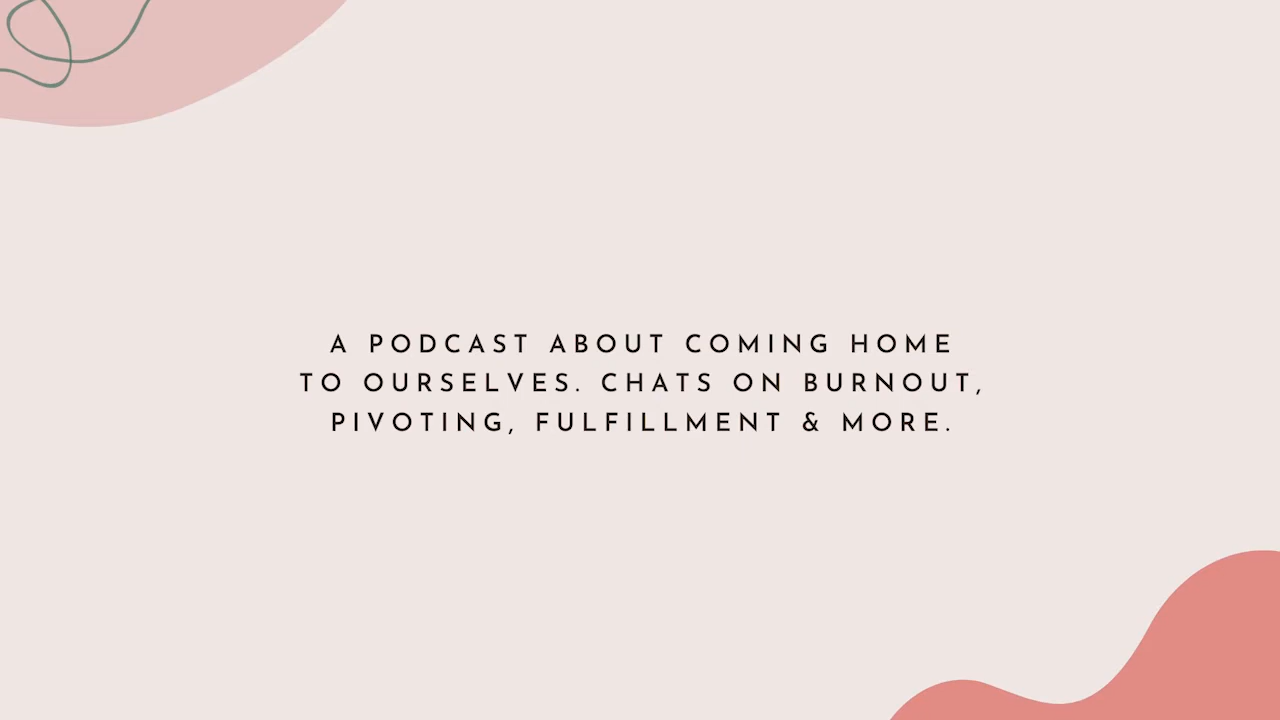 A PODCAST ABOUT COMING HOME
TO OURSELVES. CHATS ON BURNOUT,
PIVOTING, FULFILLMENT & MORE.